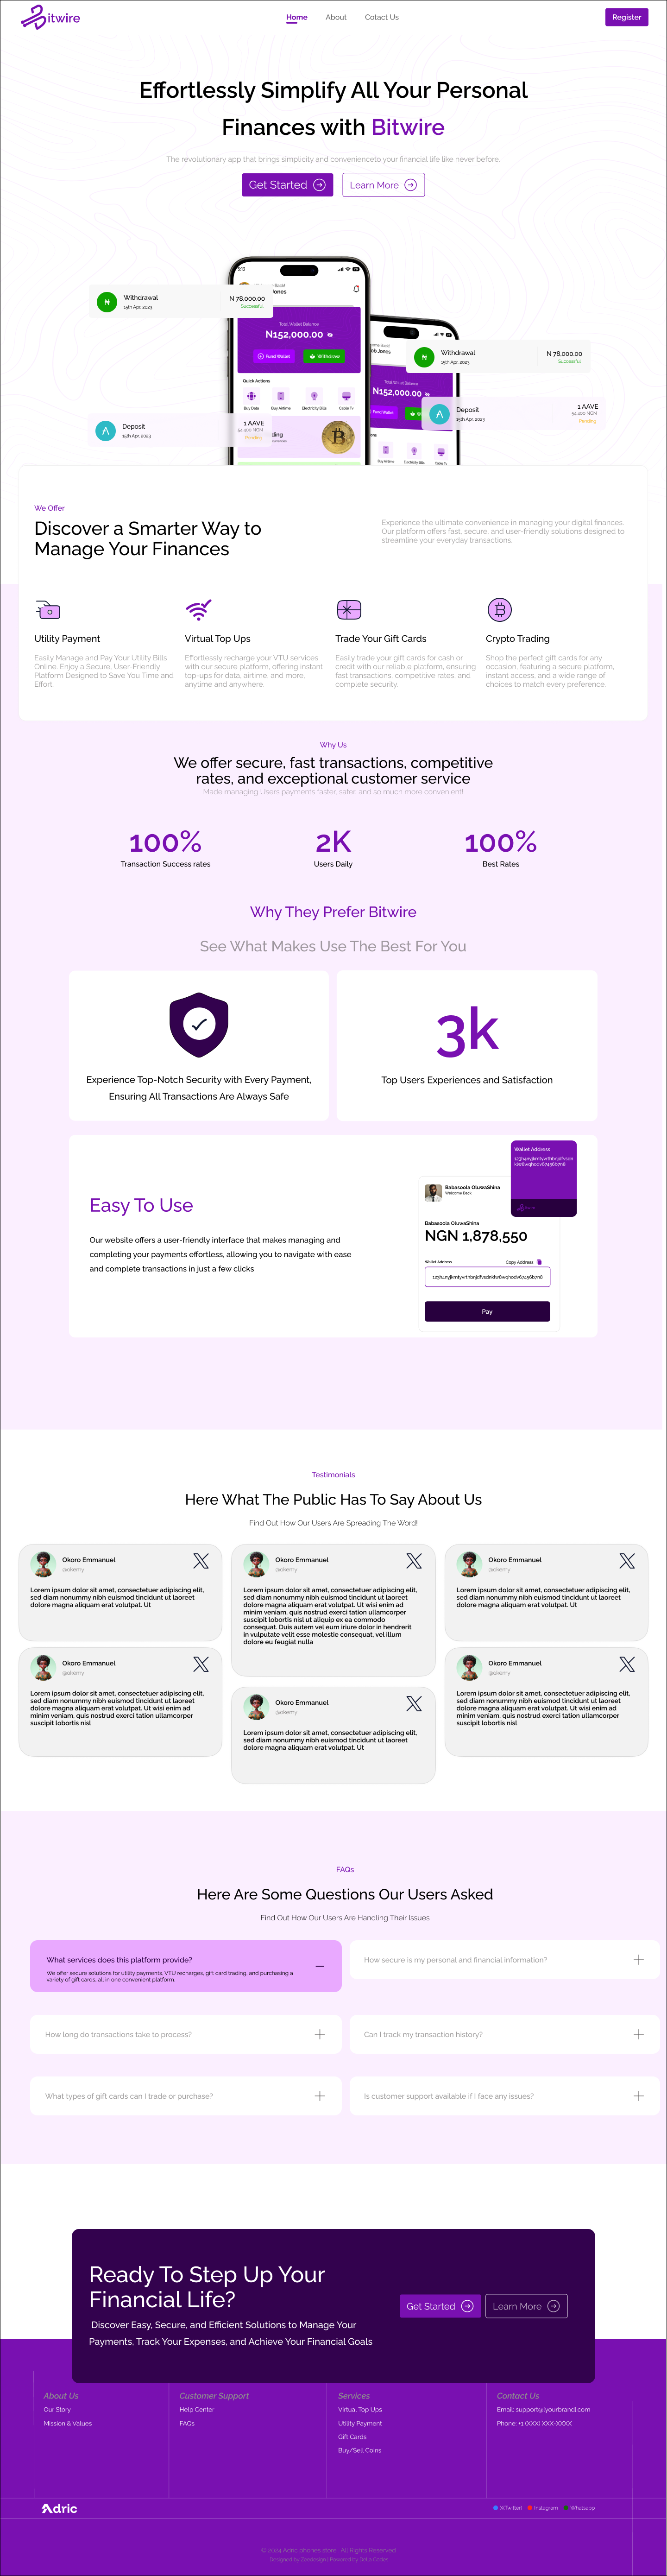 Bitwire
Home About Cotact Us
Register
Effortlessly Simplify All Your Personal
Finances with Bitwire
The revolutionary app that brings simplicity and convenienceto your financial life like never before.
Get Started
Learn More
5:13
Back!
Jones
Total Wallet Balance
N152,000.00
Fund Wallet
Withdraw
Quick Actions
Buy Data Buy Airtime Electricity Bills Cable Tv
Withdrawal
15th Apr, 2023
N 78,000.00
Successful
Deposit
15th Apr, 2023
1 AAVE
54,400 NGN
Pending
Withdrawal
15th Apr, 2023
N 78,000.00
Successful
N152,000.00
Fund Wallet
Buy Airtime Electricity Bills Cable Tv
Deposit
15th Apr, 2023
1 AAVE
54,400 NGN
Pending
We Offer
Discover a Smarter Way to
Manage Your Finances
Experience the ultimate convenience in managing your digital finances.
Our platform offers fast, secure, and user-friendly solutions designed to
streamline your everyday transactions.
Utility Payment
Easily Manage and Pay Your Utility Bills
Online. Enjoy a Secure, User-Friendly
Platform Designed to Save You Time and
Effort.
Virtual Top Ups
Effortlessly recharge your VTU services
with our secure platform, offering instant
top-ups for data, airtime, and more,
anytime and anywhere.
Trade Your Gift Cards
Easily trade your gift cards for cash or
credit with our reliable platform, ensuring
fast transactions, competitive rates, and
complete security.
Crypto Trading
Shop the perfect gift cards for any
occasion, featuring a secure platform,
instant access, and a wide range of
choices to match every preference.
Why Us
We offer secure, fast transactions, competitive
rates, and exceptional customer service
Made managing Users payments faster, safer, and so much more convenient!
100%
Transaction Success rates
2K
Users Daily
100%
Best Rates
Why They Prefer Bitwire
See What Makes Use The Best For You
Experience Top-Notch Security with Every Payment,
Ensuring All Transactions Are Always Safe
3k
Top Users Experiences and Satisfaction
Easy To Use
Our website offers a user-friendly interface that makes managing and
completing your payments effortless, allowing you to navigate with ease
and complete transactions in just a few clicks
Wallet Address
Bitwire
Babasoola OluwaShina
Welcome Back
Babasoola OluwaShina
NGN 1,878,550
Wallet Address
Copy Address
Pay
Testimonials
Here What The Public Has To Say About Us
Find Out How Our Users Are Spreading The Word!
Okoro Emmanuel
@okemy
Lorem ipsum dolor sit amet, consectetuer adipiscing elit,
sed diam nonummy nibh euismod tincidunt ut laoreet
dolore magna aliquam erat volutpat. Ut
Okoro Emmanuel
@okemy
Lorem ipsum dolor sit amet, consectetuer adipiscing elit,
sed diam nonummy nibh euismod tincidunt ut laoreet
dolore magna aliquam erat volutpat. Ut wisi enim ad
minim veniam, quis nostrud exerci tation ullamcorper
suscipit lobortis nisl ut aliquip ex ea commodo
consequat. Duis autem vel eum iriure dolor in hendrerit
in vulputate velit esse molestie consequat, vel illum
dolore eu feugiat nulla
Okoro Emmanuel
@okemy
Lorem ipsum dolor sit amet, consectetuer adipiscing elit,
sed diam nonummy nibh euismod tincidunt ut laoreet
dolore magna aliquam erat volutpat. Ut
Okoro Emmanuel
@okemy
Lorem ipsum dolor sit amet, consectetuer adipiscing elit,
sed diam nonummy nibh euismod tincidunt ut laoreet
dolore magna aliquam erat volutpat. Ut wisi enim ad
minim veniam, quis nostrud exerci tation ullamcorper
suscipit lobortis nisl
Okoro Emmanuel
@okemy
Lorem ipsum dolor sit amet, consectetuer adipiscing elit,
sed diam nonummy nibh euismod tincidunt ut laoreet
dolore magna aliquam erat volutpat. Ut
Okoro Emmanuel
@okemy
Lorem ipsum dolor sit amet, consectetuer adipiscing elit,
sed diam nonummy nibh euismod tincidunt ut laoreet
dolore magna aliquam erat volutpat. Ut wisi enim ad
minim veniam, quis nostrud exerci tation ullamcorper
suscipit lobortis nisl
FAQs
Here Are Some Questions Our Users Asked
Find Out How Our Users Are Handling Their Issues
What services does this platform provide?
We offer secure solutions for utility payments, VTU recharges, gift card trading, and purchasing a
variety of gift cards, all in one convenient platform.
How secure is my personal and financial information?
How long do transactions take to process?
Can I track my transaction history?
What types of gift cards can I trade or purchase?
Is customer support available if I face any issues?
Ready To Step Up Your
Financial Life?
Discover Easy, Secure, and Efficient Solutions to Manage Your
Payments, Track Your Expenses, and Achieve Your Financial Goals
Get Started
Learn More
About Us
Our Story
Mission & Values
Customer Support
Help Center
FAQs
Services
Virtual Top Ups
Utility Payment
Gift Cards
Buy/Sell Coins
Contact Us
Email: support@[yourbrand].com
Phone: +1 (XXX) XXX-XXXX
Adric
X(Twitter) Instagram Whatsapp
© 2024 Adric phones store . All Rights Reserved